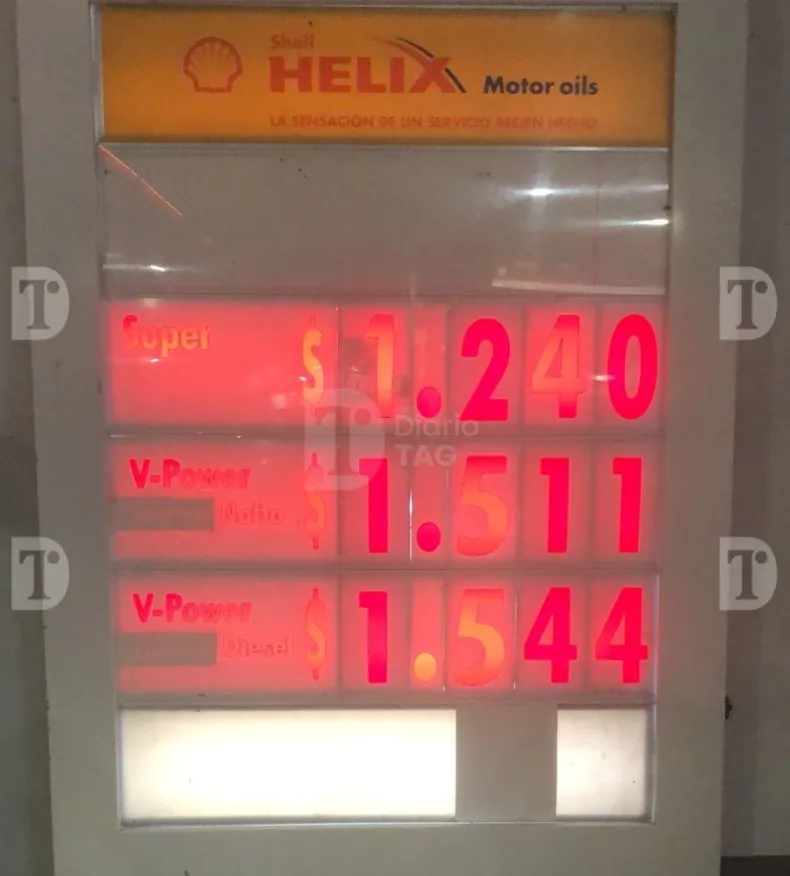 Shell
HELIX Motor oils
LA SENSACIÓN DE UN SERVICIO RECIÉN HECHO
Super $ 1.240
Diario
TAG
V-Power
Nafta $ 1.511
V-Power
Diesel $ 1.544